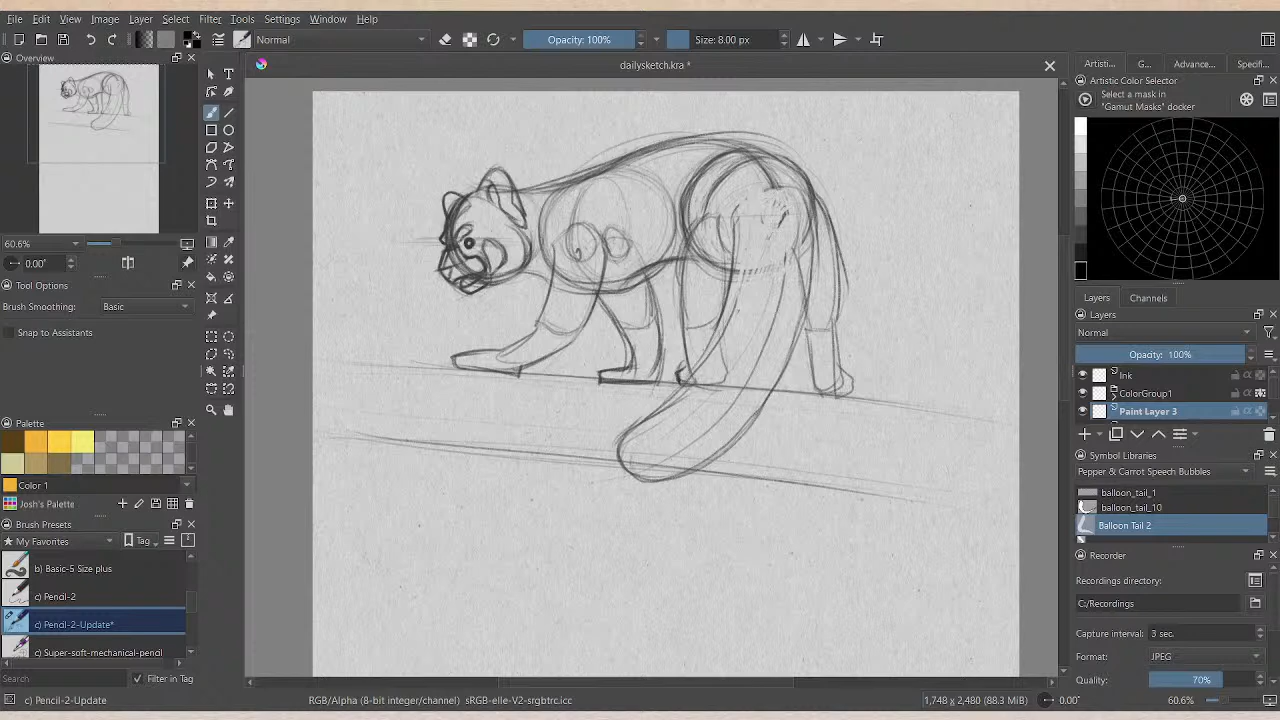 File Edit View Image Layer Select Filter Tools Settings Window Help
Normal Opacity: 100% Size: 8.00 px
Overview
dailysketch.kra *
Artisti... G... Advance... Specifi...
Artistic Color Selector
Select a mask in
"Gamut Masks" docker
60.6%
0.00°
Tool Options
Brush Smoothing: Basic
Snap to Assistants
Layers Channels
Layers
Normal
Opacity: 100%
Ink
ColorGroup1
Paint Layer 3
Palette
Color 1
Josh's Palette
Brush Presets
My Favorites Tag
b) Basic-5 Size plus
c) Pencil-2
c) Pencil-2-Update*
c) Super-soft-mechanical-pencil
Search Filter in Tag
Symbol Libraries
Pepper & Carrot Speech Bubbles
balloon_tail_1
balloon_tail_10
Balloon Tail 2
Recorder
Recordings directory:
C:/Recordings
Capture interval: 3 sec.
Format: JPEG
Quality: 70%
c) Pencil-2-Update RGB/Alpha (8-bit integer/channel) sRGB-elle-V2-srgbtrc.icc 1,748 x 2,480 (88.3 MiB) 0.00° 60.6%